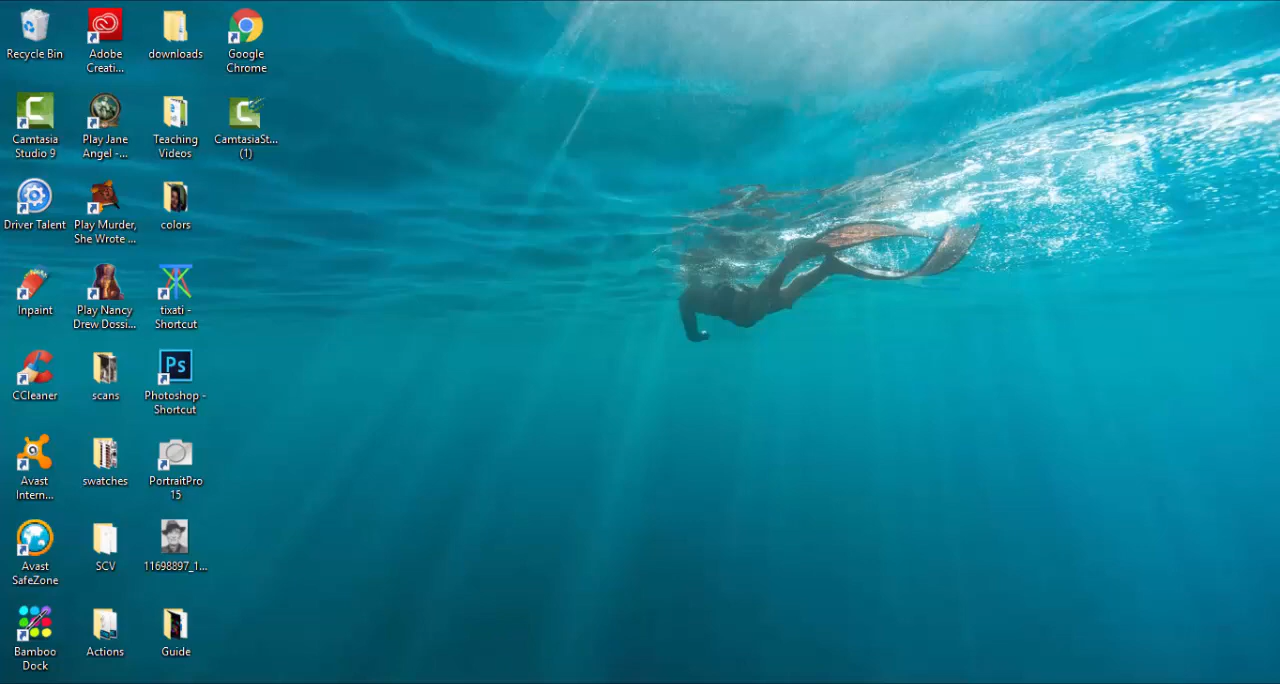 Recycle Bin
Adobe
Creati...
downloads
Google
Chrome
Camtasia
Studio 9
Play Jane
Angel -...
Teaching
Videos
CamtasiaSt...
(1)
Driver Talent
Play Murder,
She Wrote ...
colors
Inpaint
Play Nancy
Drew Dossi...
tixati -
Shortcut
CCleaner
scans
Ps
Photoshop -
Shortcut
Avast
Intern...
swatches
PortraitPro
15
Avast
SafeZone
SCV
11698897_1...
Bamboo
Dock
Actions
Guide